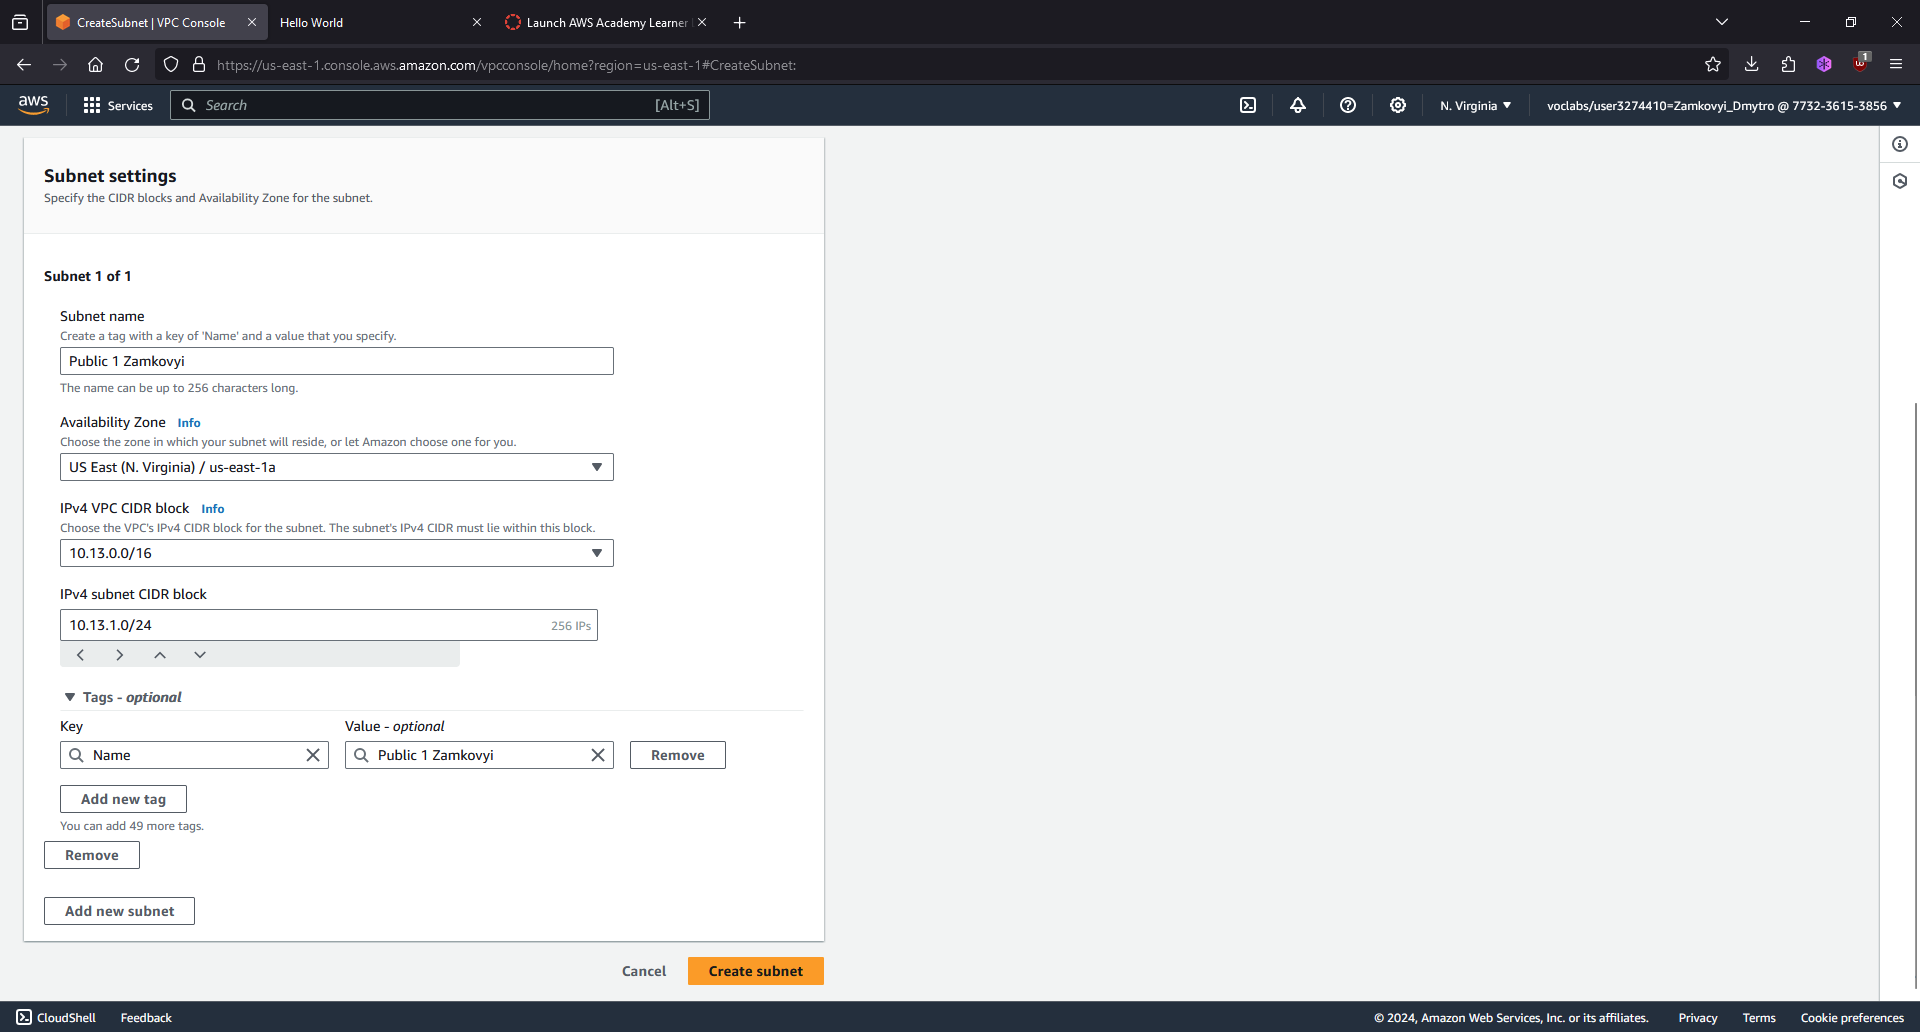 CreateSubnet | VPC Console
Hello World
Launch AWS Academy Learner
https://us-east-1.console.aws.amazon.com/vpcconsole/home?region=us-east-1#CreateSubnet:
1
aws
Services
Search
[Alt+S]
N. Virginia
voclabs/user3274410=Zamkovyi_Dmytro @ 7732-3615-3856
Subnet settings
Specify the CIDR blocks and Availability Zone for the subnet.
Subnet 1 of 1
Subnet name
Create a tag with a key of 'Name' and a value that you specify.
Public 1 Zamkovyi
The name can be up to 256 characters long.
Availability Zone Info
Choose the zone in which your subnet will reside, or let Amazon choose one for you.
US East (N. Virginia) / us-east-1a
IPv4 VPC CIDR block Info
Choose the VPC's IPv4 CIDR block for the subnet. The subnet's IPv4 CIDR must lie within this block.
10.13.0.0/16
IPv4 subnet CIDR block
10.13.1.0/24 256 IPs
Tags - optional
Key Value - optional
Name Public 1 Zamkovyi Remove
Add new tag
You can add 49 more tags.
Remove
Add new subnet
Cancel Create subnet
CloudShell Feedback
© 2024, Amazon Web Services, Inc. or its affiliates. Privacy Terms Cookie preferences